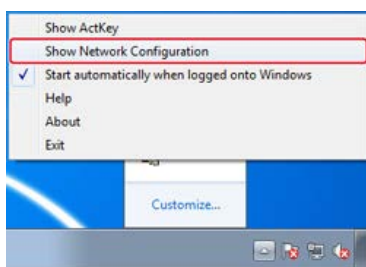 Show ActKey
Show Network Configuration
Start automatically when logged onto Windows
Help
About
Exit
Customize...